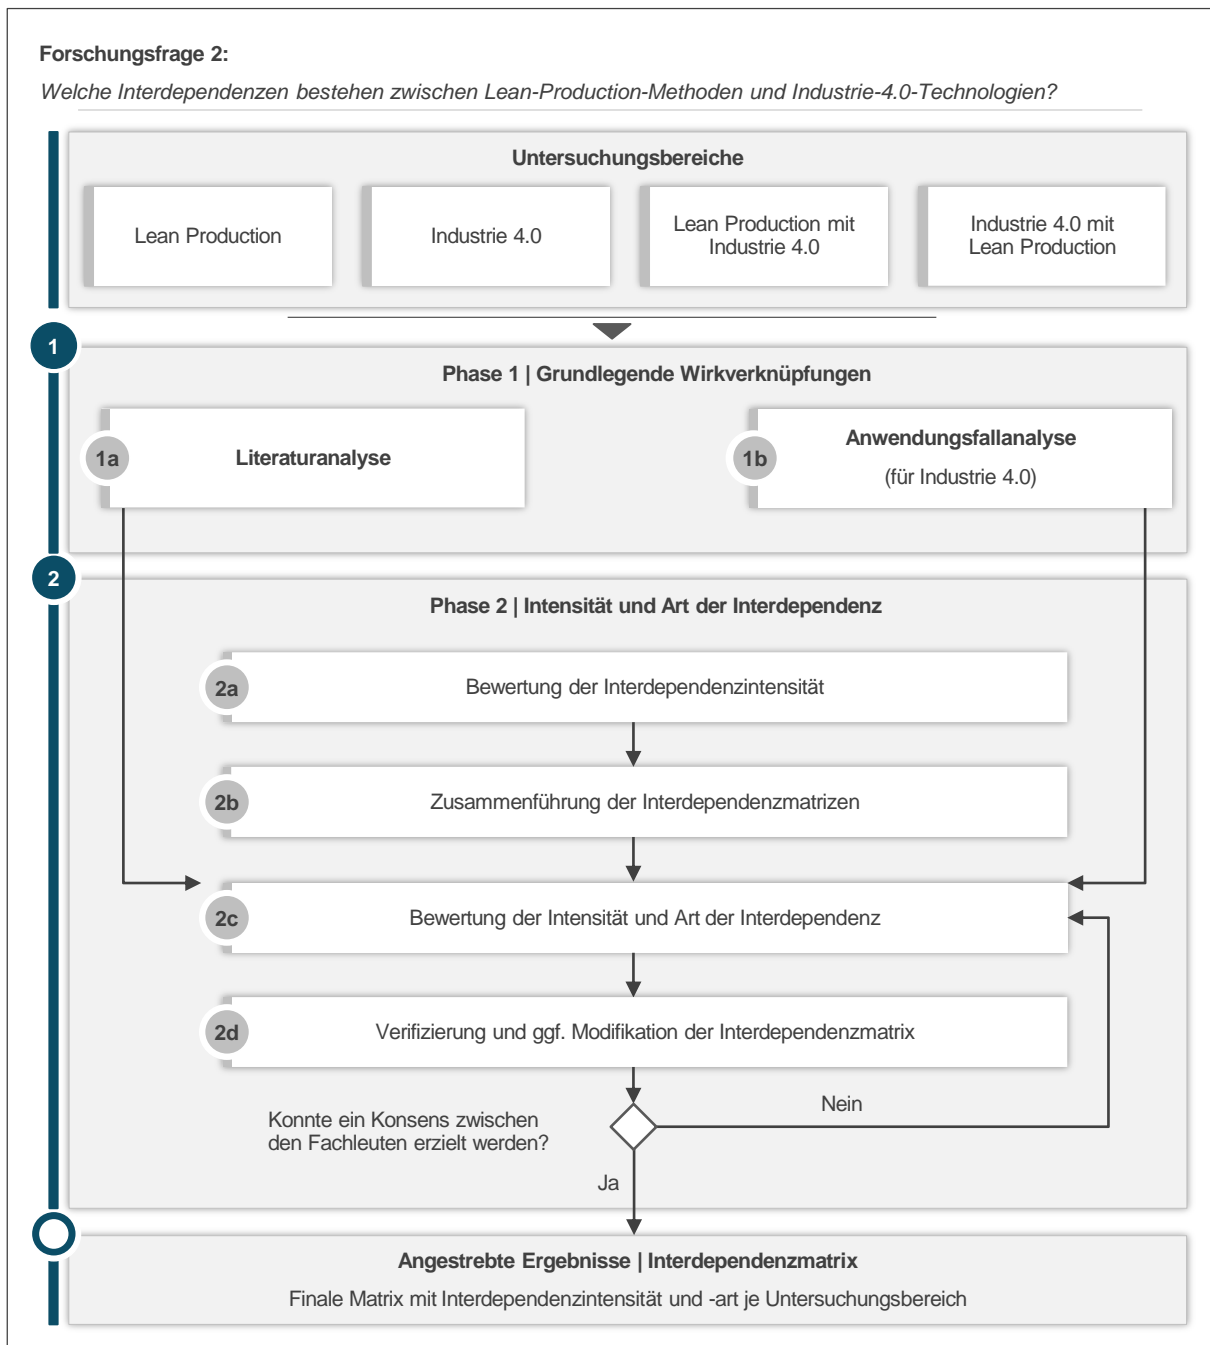 Forschungsfrage 2:
Welche Interdependenzen bestehen zwischen Lean-Production-Methoden und Industrie-4.0-Technologien?
Untersuchungsbereiche
Lean Production
Industrie 4.0
Lean Production mit
Industrie 4.0
Industrie 4.0 mit
Lean Production
1
Phase 1 | Grundlegende Wirkverknüpfungen
1a
Literaturanalyse
1b
Anwendungsfallanalyse
(für Industrie 4.0)
2
Phase 2 | Intensität und Art der Interdependenz
2a
Bewertung der Interdependenzintensität
2b
Zusammenführung der Interdependenzmatrizen
2c
Bewertung der Intensität und Art der Interdependenz
2d
Verifizierung und ggf. Modifikation der Interdependenzmatrix
Konnte ein Konsens zwischen
den Fachleuten erzielt werden?
Nein
Ja
Angestrebte Ergebnisse | Interdependenzmatrix
Finale Matrix mit Interdependenzintensität und -art je Untersuchungsbereich